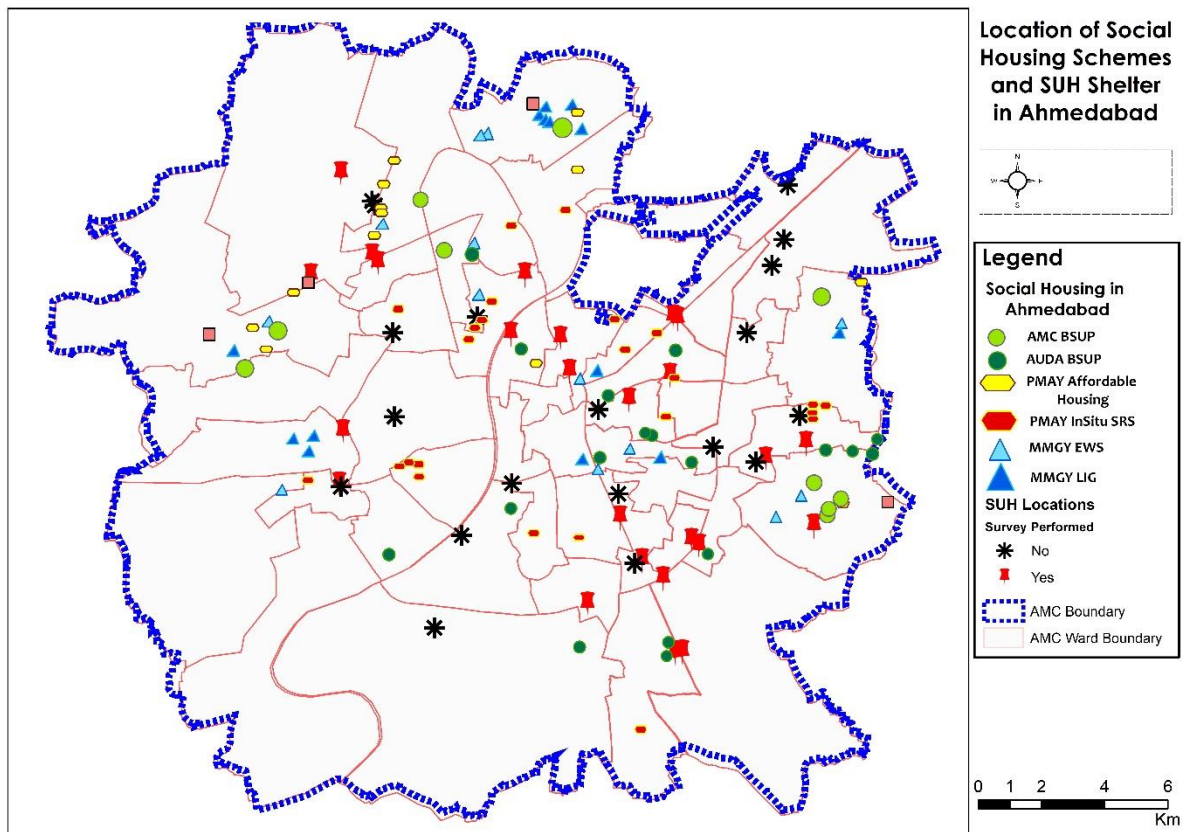 Location of Social
Housing Schemes
and SUH Shelter
in Ahmedabad
N
W
E
S
Legend
Social Housing in
Ahmedabad
AMC BSUP
AUDA BSUP
PMAY Affordable
Housing
PMAY InSitu SRS
MMGY EWS
MMGY LIG
SUH Locations
Survey Performed
No
Yes
AMC Boundary
AMC Ward Boundary
0 1 2 4 6
Km